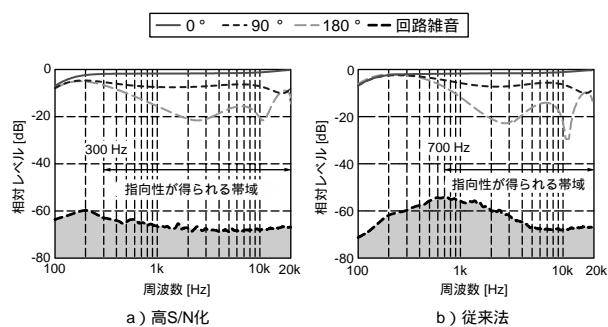 0° 90° 180° 回路雑音
0
-20
-40
-60
-80
相対レベル [dB]
300 Hz
指向性が得られる帯域
100 1k 10k 20k
周波数 [Hz]
a）高S/N化
0
-20
-40
-60
-80
相対レベル [dB]
700 Hz
指向性が得られる帯域
100 1k 10k 20k
周波数 [Hz]
b）従来法